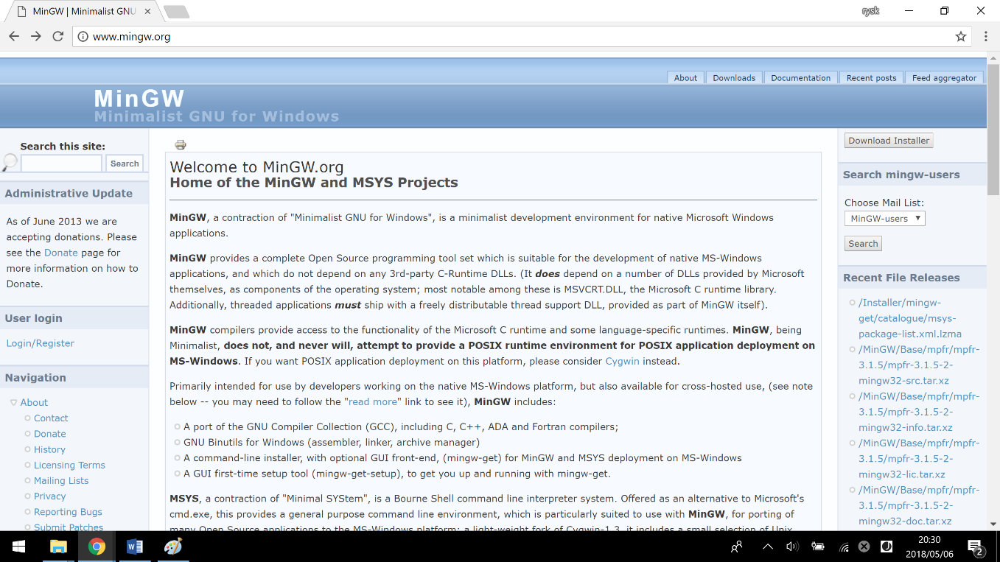 MinGW | Minimalist GNU
rysk
www.mingw.org
About
Downloads
Documentation
Recent posts
Feed aggregator
MinGW
Minimalist GNU for Windows
Search this site:
Search
Administrative Update
As of June 2013 we are
accepting donations. Please
see the Donate page for
more information on how to
Donate.
User login
Login/Register
Navigation
About
Contact
Donate
History
Licensing Terms
Mailing Lists
Privacy
Reporting Bugs
Submit Patches
Welcome to MinGW.org
Home of the MinGW and MSYS Projects
MinGW, a contraction of "Minimalist GNU for Windows", is a minimalist development environment for native Microsoft Windows
applications.
MinGW provides a complete Open Source programming tool set which is suitable for the development of native MS-Windows
applications, and which do not depend on any 3rd-party C-Runtime DLLs. (It does depend on a number of DLLs provided by Microsoft
themselves, as components of the operating system; most notable among these is MSVCRT.DLL, the Microsoft C runtime library.
Additionally, threaded applications must ship with a freely distributable thread support DLL, provided as part of MinGW itself).
MinGW compilers provide access to the functionality of the Microsoft C runtime and some language-specific runtimes. MinGW, being
Minimalist, does not, and never will, attempt to provide a POSIX runtime environment for POSIX application deployment on
MS-Windows. If you want POSIX application deployment on this platform, please consider Cygwin instead.
Primarily intended for use by developers working on the native MS-Windows platform, but also available for cross-hosted use, (see note
below -- you may need to follow the "read more" link to see it), MinGW includes:
A port of the GNU Compiler Collection (GCC), including C, C++, ADA and Fortran compilers;
GNU Binutils for Windows (assembler, linker, archive manager)
A command-line installer, with optional GUI front-end, (mingw-get) for MinGW and MSYS deployment on MS-Windows
A GUI first-time setup tool (mingw-get-setup), to get you up and running with mingw-get.
MSYS, a contraction of "Minimal SYStem", is a Bourne Shell command line interpreter system. Offered as an alternative to Microsoft's
cmd.exe, this provides a general purpose command line environment, which is particularly suited to use with MinGW, for porting of
many Open Source applications to the MS-Windows platform; a light-weight fork of Cygwin-1.3, it includes a small selection of Unix
Download Installer
Search mingw-users
Choose Mail List:
MinGW-users
Search
Recent File Releases
/Installer/mingw-
get/catalogue/msys-
package-list.xml.lzma
/MinGW/Base/mpfr/mpfr-
3.1.5/mpfr-3.1.5-2-
mingw32-src.tar.xz
/MinGW/Base/mpfr/mpfr-
3.1.5/mpfr-3.1.5-2-
mingw32-info.tar.xz
/MinGW/Base/mpfr/mpfr-
3.1.5/mpfr-3.1.5-2-
mingw32-lic.tar.xz
/MinGW/Base/mpfr/mpfr-
3.1.5/mpfr-3.1.5-2-
mingw32-doc.tar.xz
20:30
2018/05/06
2